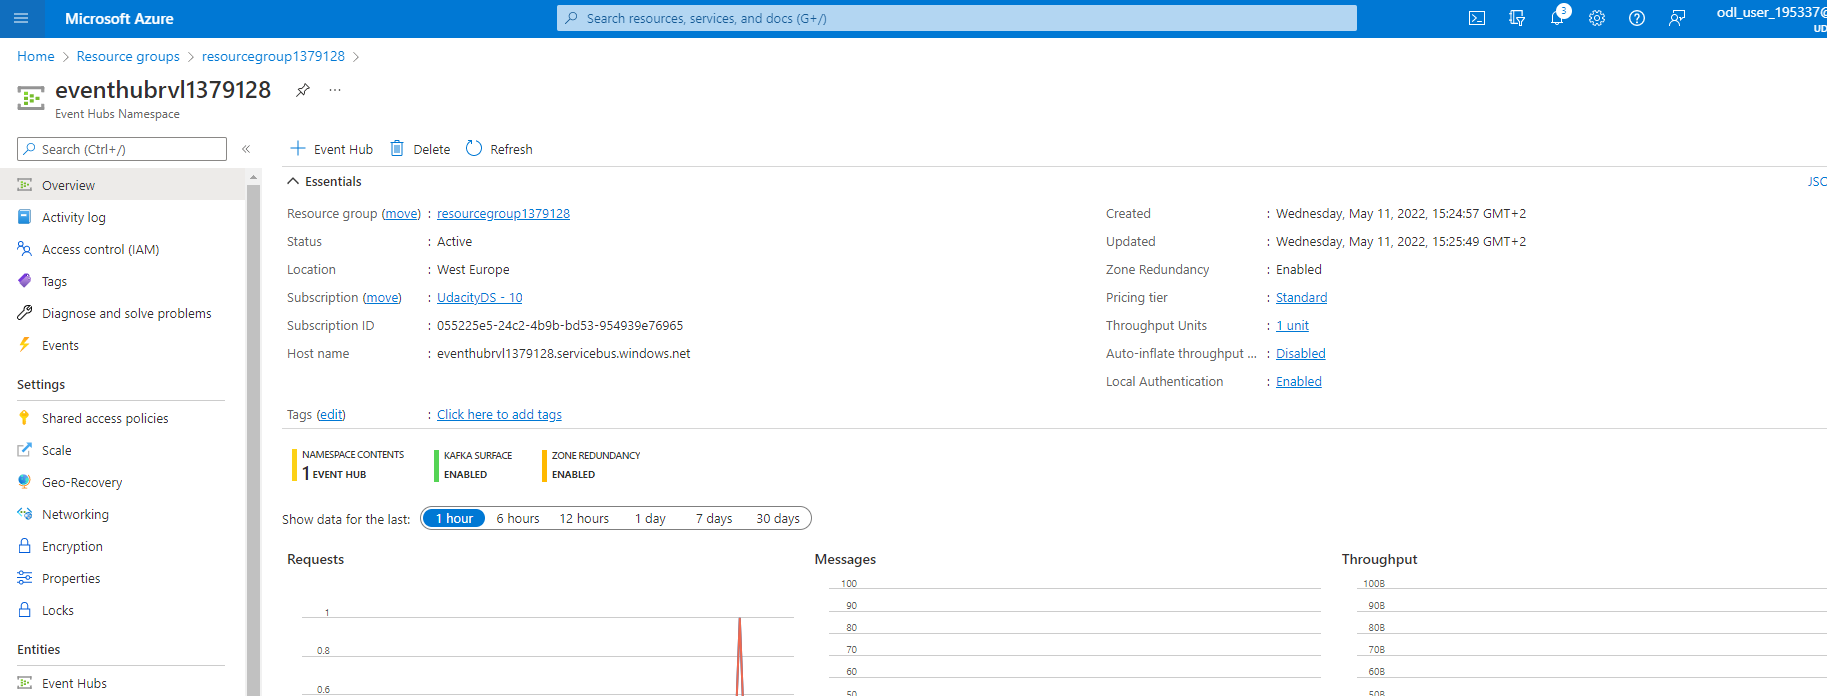 Microsoft Azure
Search resources, services, and docs (G+/)
3
odl_user_195337@
UD
Home > Resource groups > resourcegroup1379128 >
eventhubrvl1379128
...
Event Hubs Namespace
Search (Ctrl+/)
«
+ Event Hub Delete Refresh
Overview
Activity log
Access control (IAM)
Tags
Diagnose and solve problems
Events
Settings
Shared access policies
Scale
Geo-Recovery
Networking
Encryption
Properties
Locks
Entities
Event Hubs
Essentials
JSO
Resource group (move) : resourcegroup1379128
Status : Active
Location : West Europe
Subscription (move) : UdacityDS - 10
Subscription ID : 055225e5-24c2-4b9b-bd53-954939e76965
Host name : eventhubrvl1379128.servicebus.windows.net
Tags (edit) : Click here to add tags
Created : Wednesday, May 11, 2022, 15:24:57 GMT+2
Updated : Wednesday, May 11, 2022, 15:25:49 GMT+2
Zone Redundancy : Enabled
Pricing tier : Standard
Throughput Units : 1 unit
Auto-inflate throughput ... : Disabled
Local Authentication : Enabled
NAMESPACE CONTENTS
1 EVENT HUB
KAFKA SURFACE
ENABLED
ZONE REDUNDANCY
ENABLED
Show data for the last: 1 hour 6 hours 12 hours 1 day 7 days 30 days
Requests
1
0.8
0.6
Messages
100
90
80
70
60
50
Throughput
100B
90B
80B
70B
60B
50B